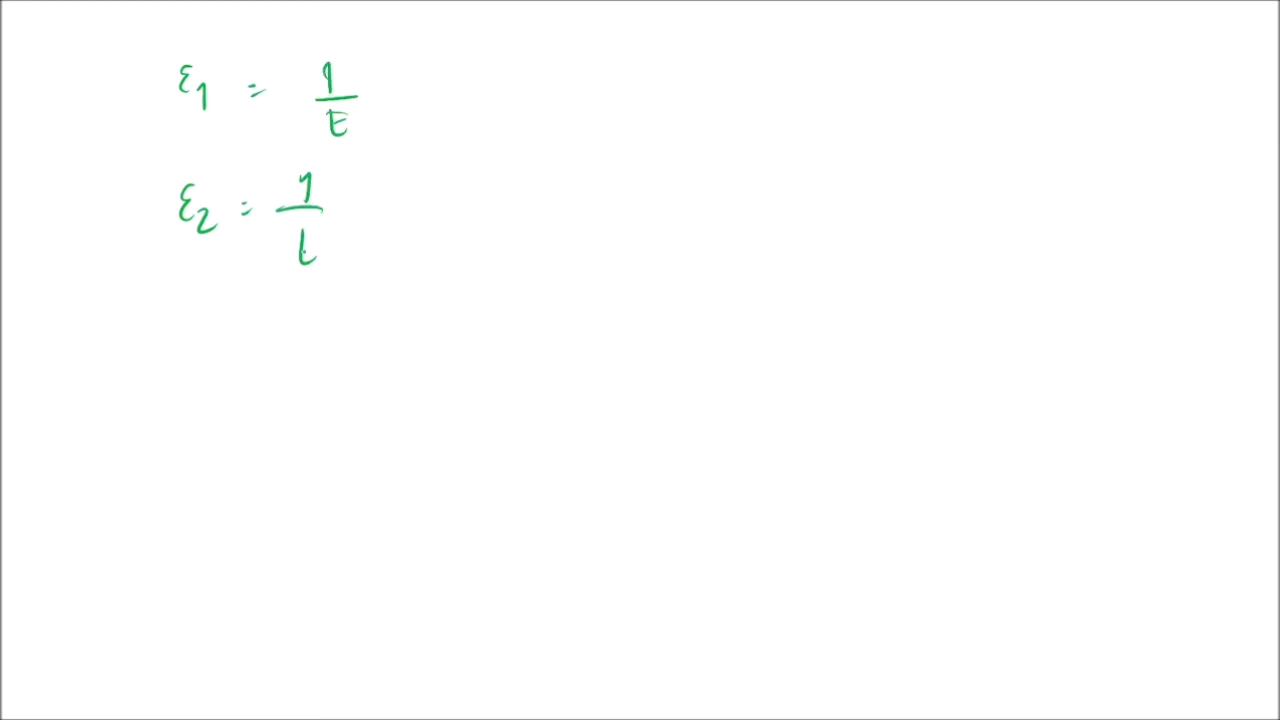 ε1 = 1/E
ε2 = 1/